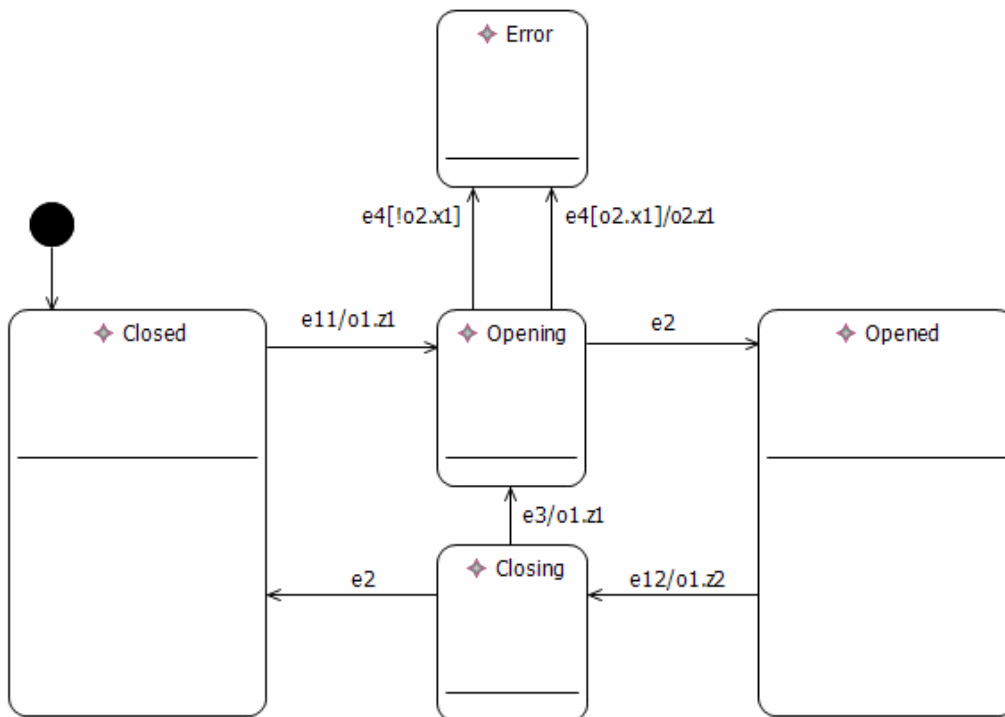 Error
e4[!o2.x1]
e4[o2.x1]/o2.z1
Closed
e11/o1.z1
Opening
e2
Opened
e3/o1.z1
Closing
e2
e12/o1.z2